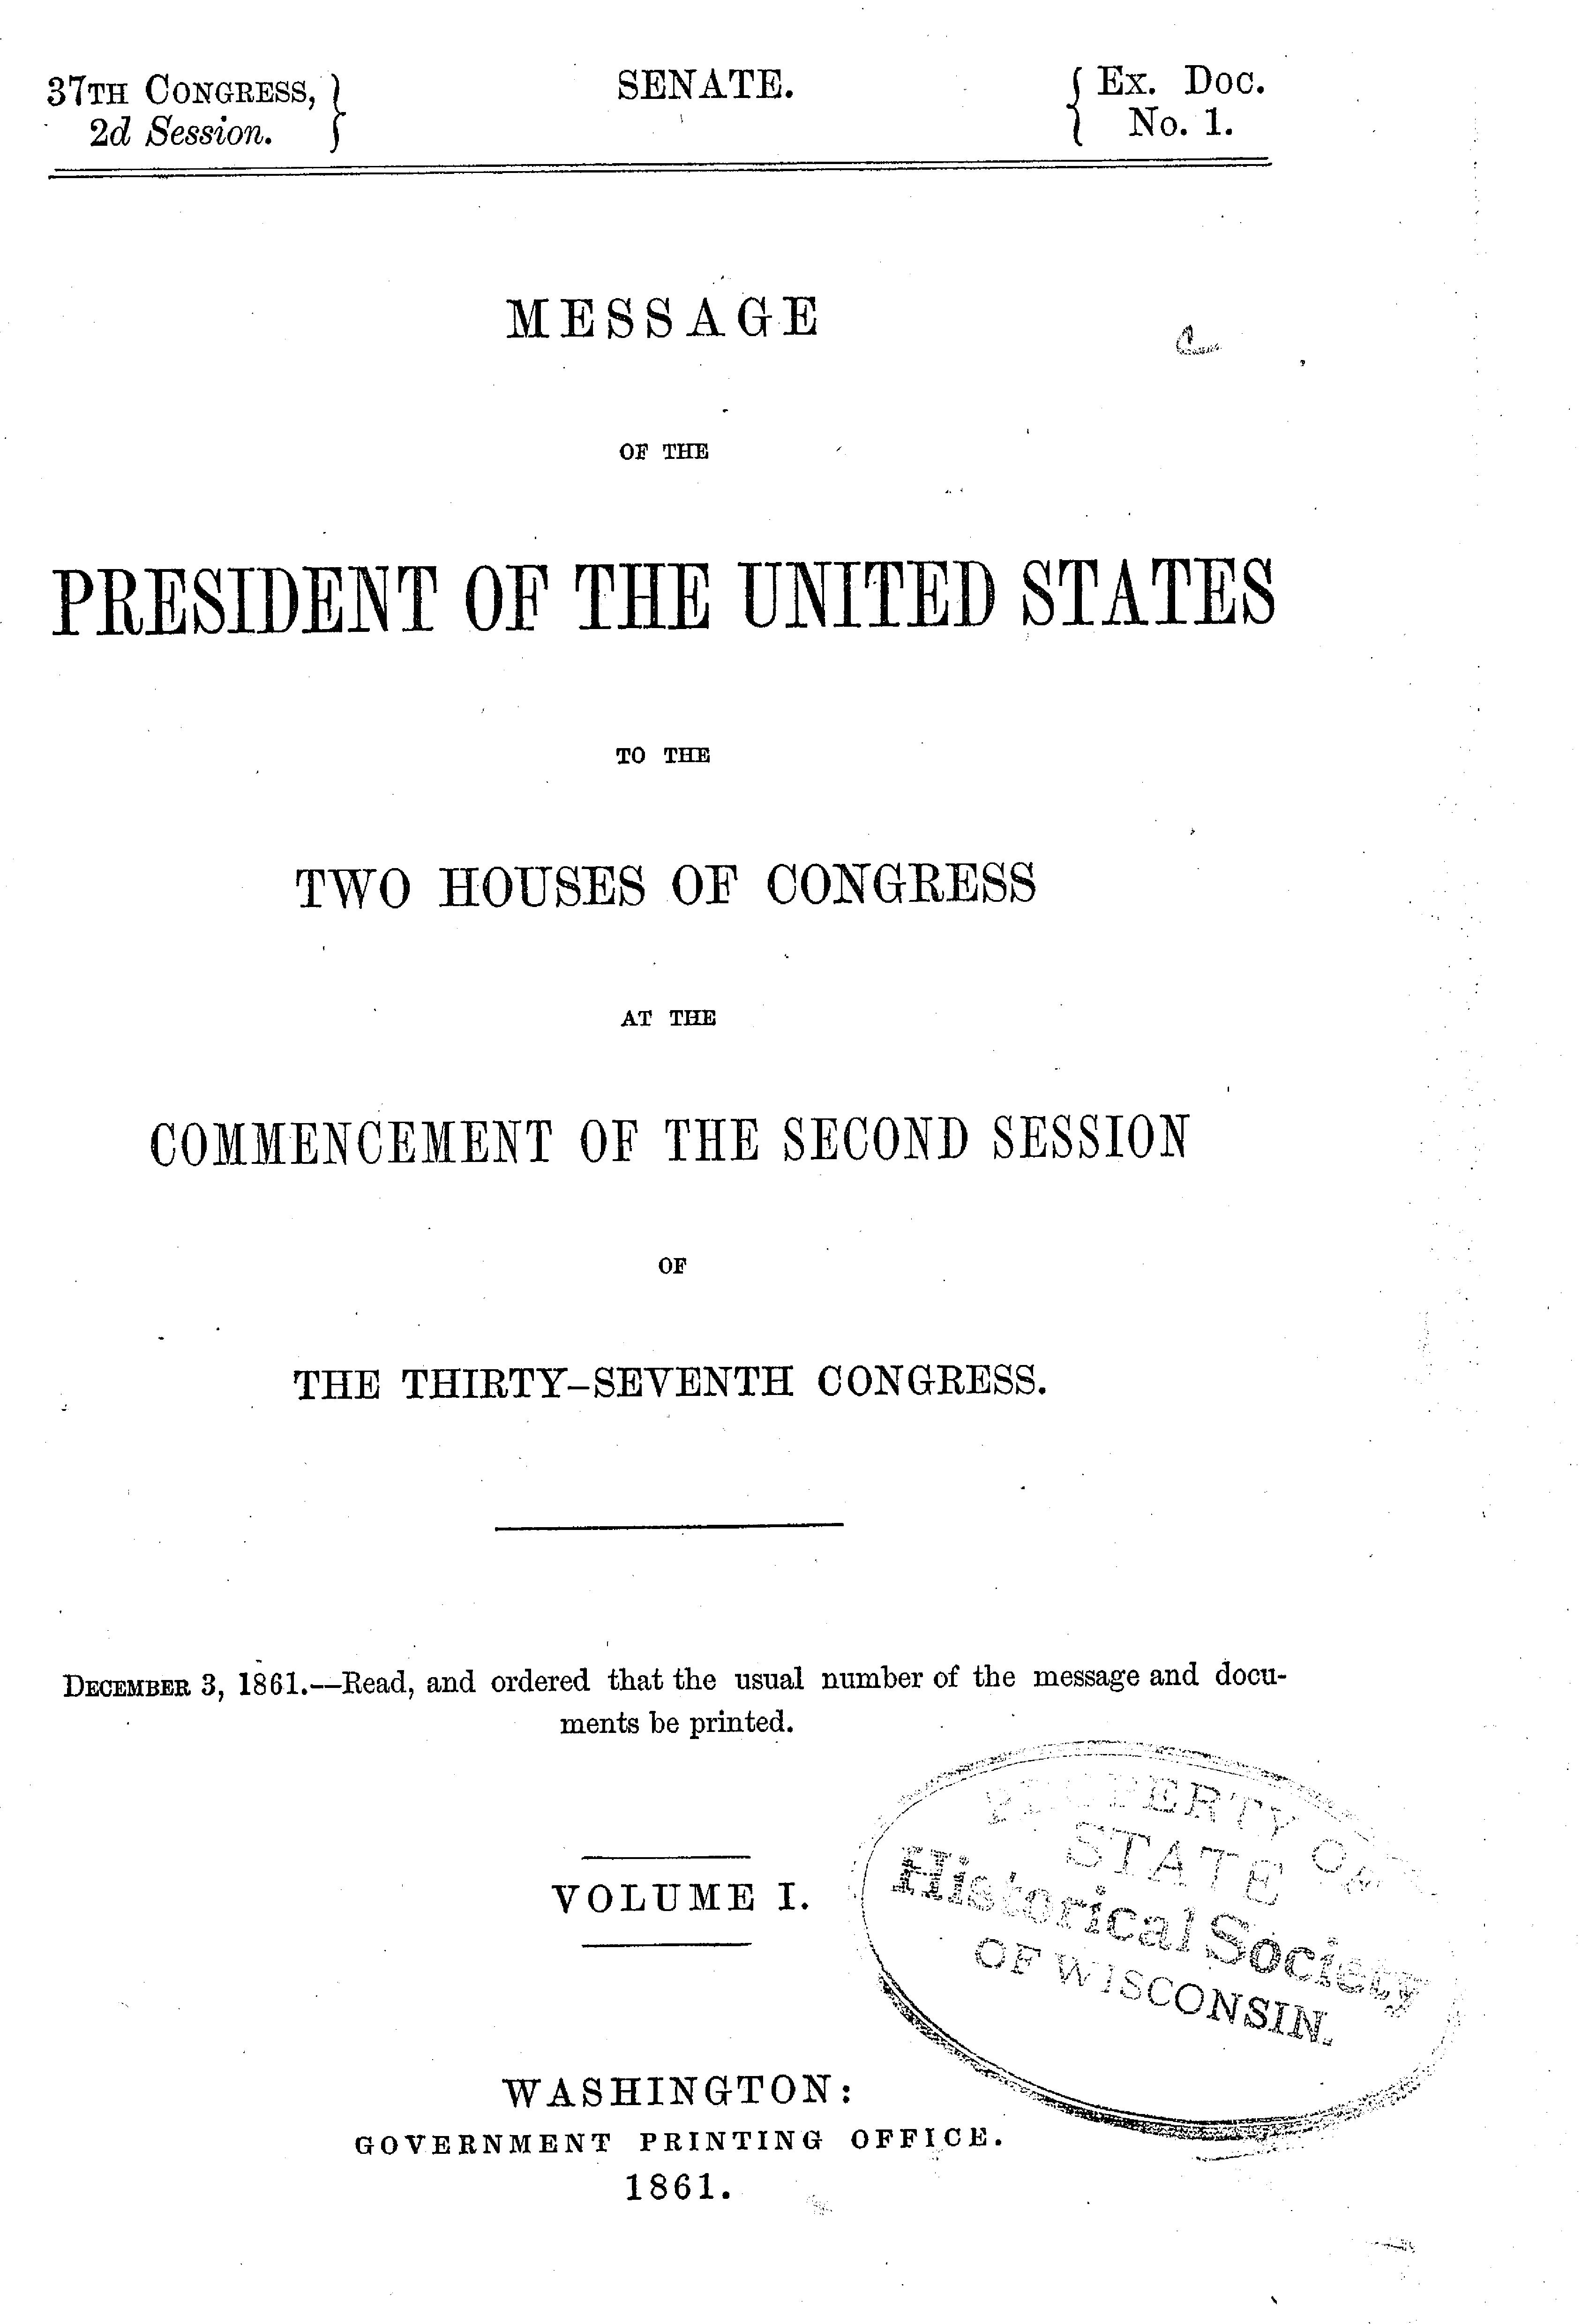 37TH CONGRESS,
2d Session.
SENATE.
Ex. Doc.
No. 1.
MESSAGE
OF THE
PRESIDENT OF THE UNITED STATES
TO THE
TWO HOUSES OF CONGRESS
AT THE
COMMENCEMENT OF THE SECOND SESSION
OF
THE THIRTY-SEVENTH CONGRESS.
DECEMBER 3, 1861.—Read, and ordered that the usual number of the message and docu-
ments be printed.
VOLUME I.
PROPERTY OF
STATE
Historical Society
OF WISCONSIN.
WASHINGTON:
GOVERNMENT PRINTING OFFICE.
1861.